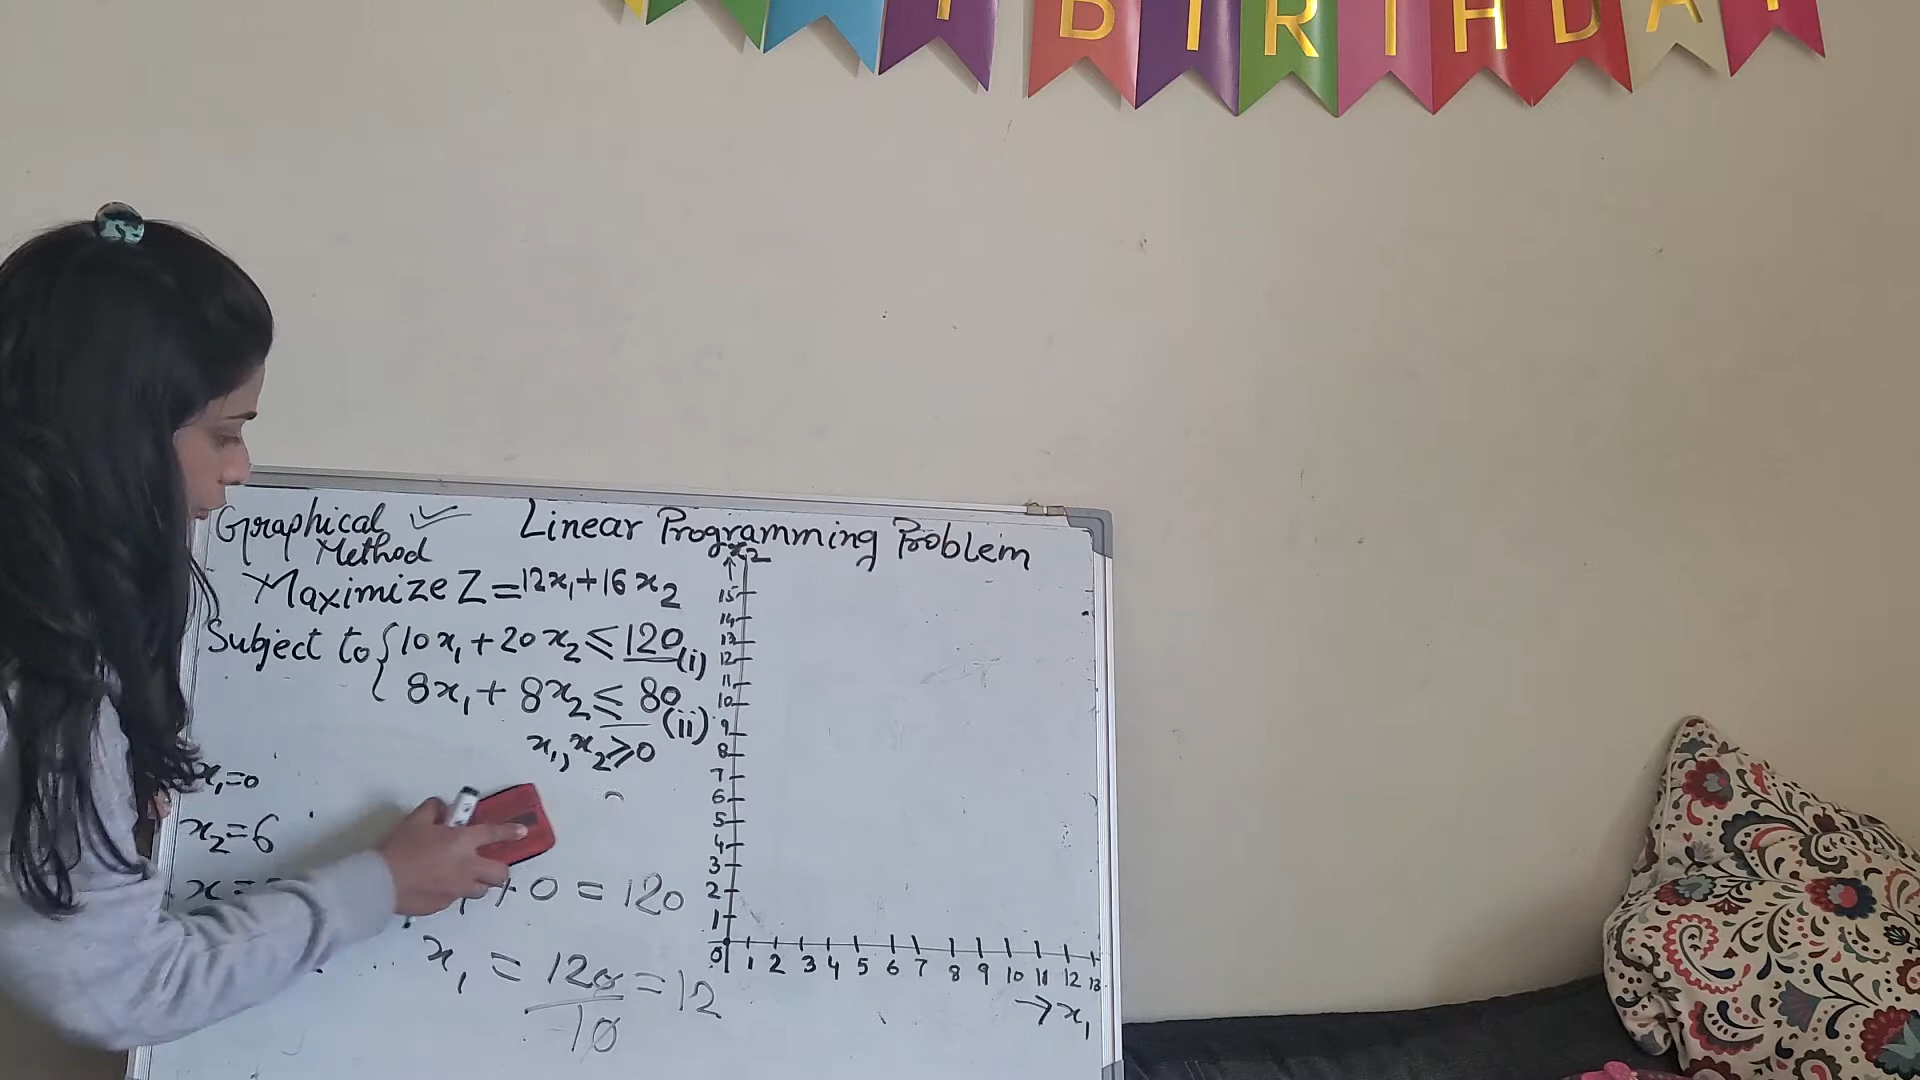 BIRTHDAY
Graphical ✓ Linear Programming Problem
Method
Maximize Z = 12x₁ + 16x₂
Subject to { 10x₁ + 20x₂ ≤ 120 (i)
8x₁ + 8x₂ ≤ 80 (ii)
x₁, x₂ ≥ 0
x₁ = 0
x₂ = 6
+ 0 = 120
x₁ = 120/10 = 12
↑ x₂
15
14
13
12
11
10
9
8
7
6
5
4
3
2
1
0 1 2 3 4 5 6 7 8 9 10 11 12 13
→ x₁